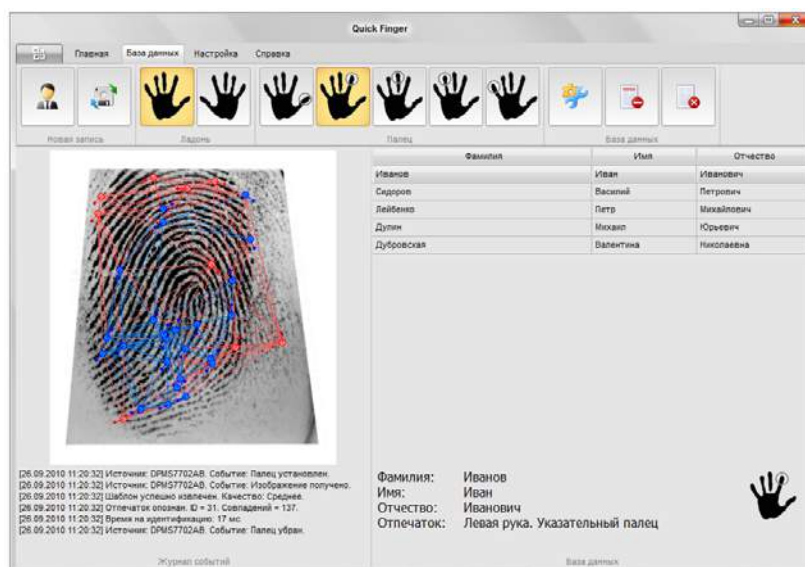 Quick Finger
Главная База данных Настройка Справка
Новая запись Ладонь Палец База данных
Фамилия Имя Отчество
Иванов Иван Иванович
Сидоров Василий Петрович
Лейбенко Петр Михайлович
Дулин Михаил Юрьевич
Дубровская Валентина Николаевна
[26.09.2010 11:20:32] Источник: DPMS7702AB. Событие: Палец установлен.
[26.09.2010 11:20:32] Источник: DPMS7702AB. Событие: Изображение получено.
[26.09.2010 11:20:32] Шаблон успешно извлечен. Качество: Среднее.
[26.09.2010 11:20:32] Отпечаток опознан. ID = 31. Совпадений = 137.
[26.09.2010 11:20:32] Время на идентификацию: 17 мс.
[26.09.2010 11:20:32] Источник: DPMS7702AB. Событие: Палец убран.
Фамилия: Иванов
Имя: Иван
Отчество: Иванович
Отпечаток: Левая рука. Указательный палец
Журнал событий База данных